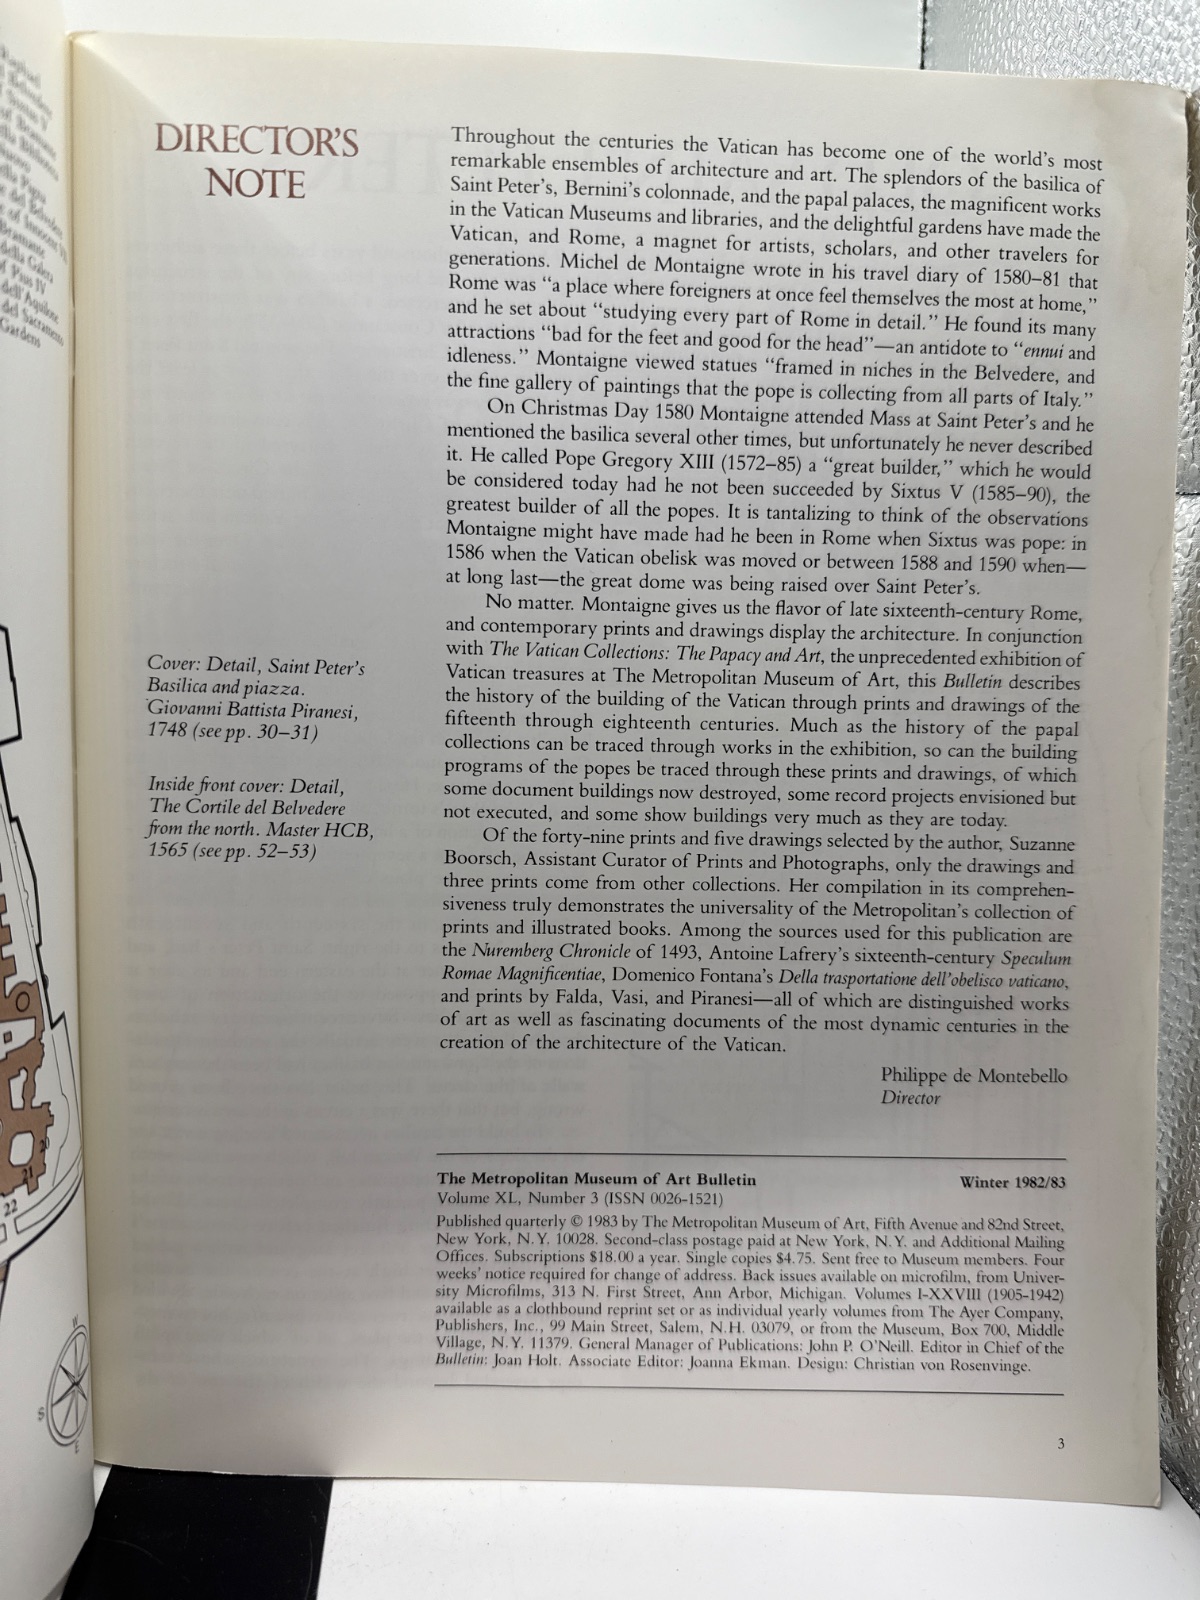 Raphael
DIRECTOR'S
NOTE
Throughout the centuries the Vatican has become one of the world's most
remarkable ensembles of architecture and art. The splendors of the basilica of
Saint Peter's, Bernini's colonnade, and the papal palaces, the magnificent works
in the Vatican Museums and libraries, and the delightful gardens have made the
Vatican, and Rome, a magnet for artists, scholars, and other travelers for
generations. Michel de Montaigne wrote in his travel diary of 1580–81 that
Rome was “a place where foreigners at once feel themselves the most at home,”
and he set about “studying every part of Rome in detail.” He found its many
attractions “bad for the feet and good for the head”—an antidote to “ennui and
idleness.” Montaigne viewed statues “framed in niches in the Belvedere, and
the fine gallery of paintings that the pope is collecting from all parts of Italy.”
On Christmas Day 1580 Montaigne attended Mass at Saint Peter's and he
mentioned the basilica several other times, but unfortunately he never described
it. He called Pope Gregory XIII (1572–85) a “great builder,” which he would
be considered today had he not been succeeded by Sixtus V (1585–90), the
greatest builder of all the popes. It is tantalizing to think of the observations
Montaigne might have made had he been in Rome when Sixtus was pope: in
1586 when the Vatican obelisk was moved or between 1588 and 1590 when—
at long last—the great dome was being raised over Saint Peter's.
No matter. Montaigne gives us the flavor of late sixteenth-century Rome,
and contemporary prints and drawings display the architecture. In conjunction
with The Vatican Collections: The Papacy and Art, the unprecedented exhibition of
Vatican treasures at The Metropolitan Museum of Art, this Bulletin describes
the history of the building of the Vatican through prints and drawings of the
fifteenth through eighteenth centuries. Much as the history of the papal
collections can be traced through works in the exhibition, so can the building
programs of the popes be traced through these prints and drawings, of which
some document buildings now destroyed, some record projects envisioned but
not executed, and some show buildings very much as they are today.
Of the forty-nine prints and five drawings selected by the author, Suzanne
Boorsch, Assistant Curator of Prints and Photographs, only the drawings and
three prints come from other collections. Her compilation in its comprehen-
siveness truly demonstrates the universality of the Metropolitan's collection of
prints and illustrated books. Among the sources used for this publication are
the Nuremberg Chronicle of 1493, Antoine Lafrery's sixteenth-century Speculum
Romae Magnificentiae, Domenico Fontana's Della trasportatione dell'obelisco vaticano,
and prints by Falda, Vasi, and Piranesi—all of which are distinguished works
of art as well as fascinating documents of the most dynamic centuries in the
creation of the architecture of the Vatican.
Philippe de Montebello
Director
Cover: Detail, Saint Peter's
Basilica and piazza.
Giovanni Battista Piranesi,
1748 (see pp. 30–31)
Inside front cover: Detail,
The Cortile del Belvedere
from the north. Master HCB,
1565 (see pp. 52–53)
The Metropolitan Museum of Art Bulletin Winter 1982/83
Volume XL, Number 3 (ISSN 0026-1521)
Published quarterly © 1983 by The Metropolitan Museum of Art, Fifth Avenue and 82nd Street,
New York, N.Y. 10028. Second-class postage paid at New York, N.Y. and Additional Mailing
Offices. Subscriptions $18.00 a year. Single copies $4.75. Sent free to Museum members. Four
weeks' notice required for change of address. Back issues available on microfilm, from Univer-
sity Microfilms, 313 N. First Street, Ann Arbor, Michigan. Volumes I–XXVIII (1905-1942)
available as a clothbound reprint set or as individual yearly volumes from The Ayer Company,
Publishers, Inc., 99 Main Street, Salem, N.H. 03079, or from the Museum, Box 700, Middle
Village, N.Y. 11379. General Manager of Publications: John P. O'Neill. Editor in Chief of the
Bulletin: Joan Holt. Associate Editor: Joanna Ekman. Design: Christian von Rosenvinge.
3
20
21
22
W
S
E